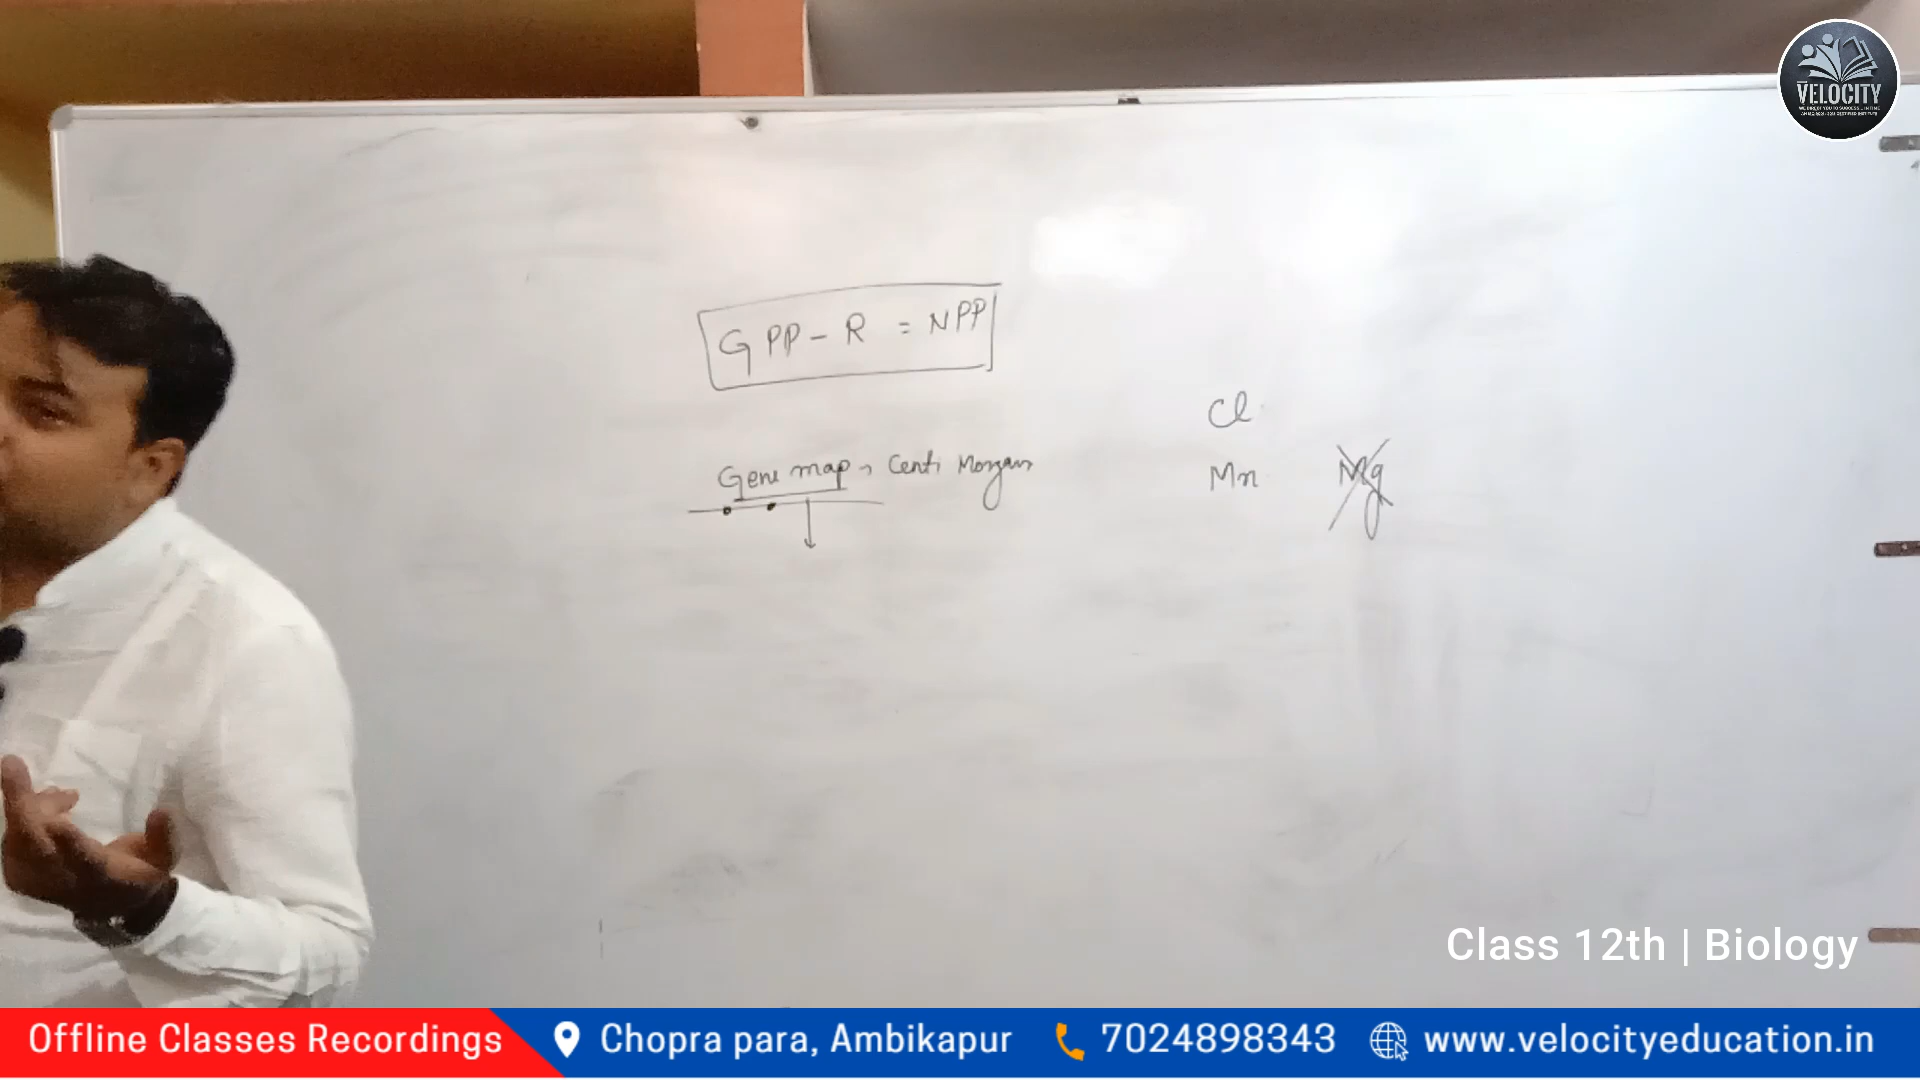 VELOCITY
GPP - R = NPP
Cl
Gene map → Centi Morgan
Mn Mg
Class 12th | Biology
Offline Classes Recordings Chopra para, Ambikapur 7024898343 www.velocityeducation.in